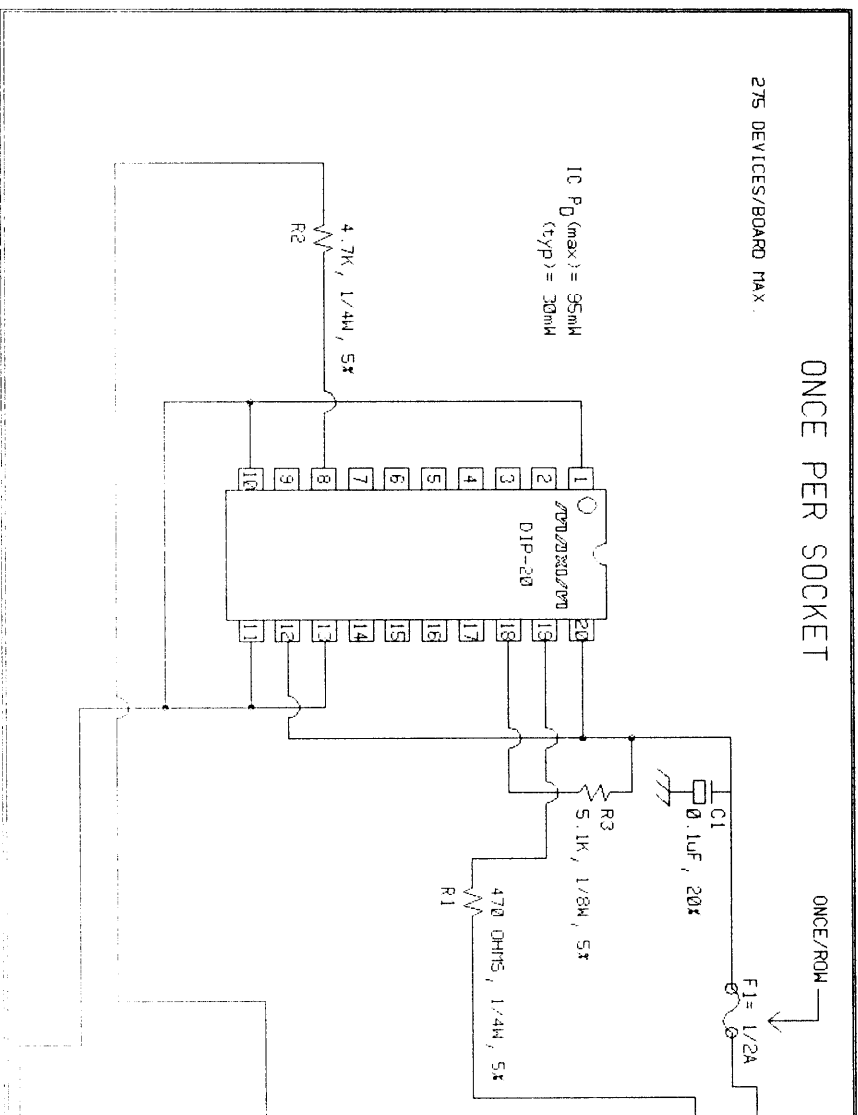 ONCE PER SOCKET
275 DEVICES/BOARD MAX.
ONCE/ROW
F1= 1/2A
C1
0.1uF, 20%
R3
5.1K, 1/8W, 5%
IC PD (max)= 95mW
(typ)= 30mW
MAXIM
DIP-20
1
2
3
4
5
6
7
8
9
10
20
19
18
17
16
15
14
13
12
11
470 OHMS, 1/4W, 5%
R1
4.7K, 1/4W, 5%
R2